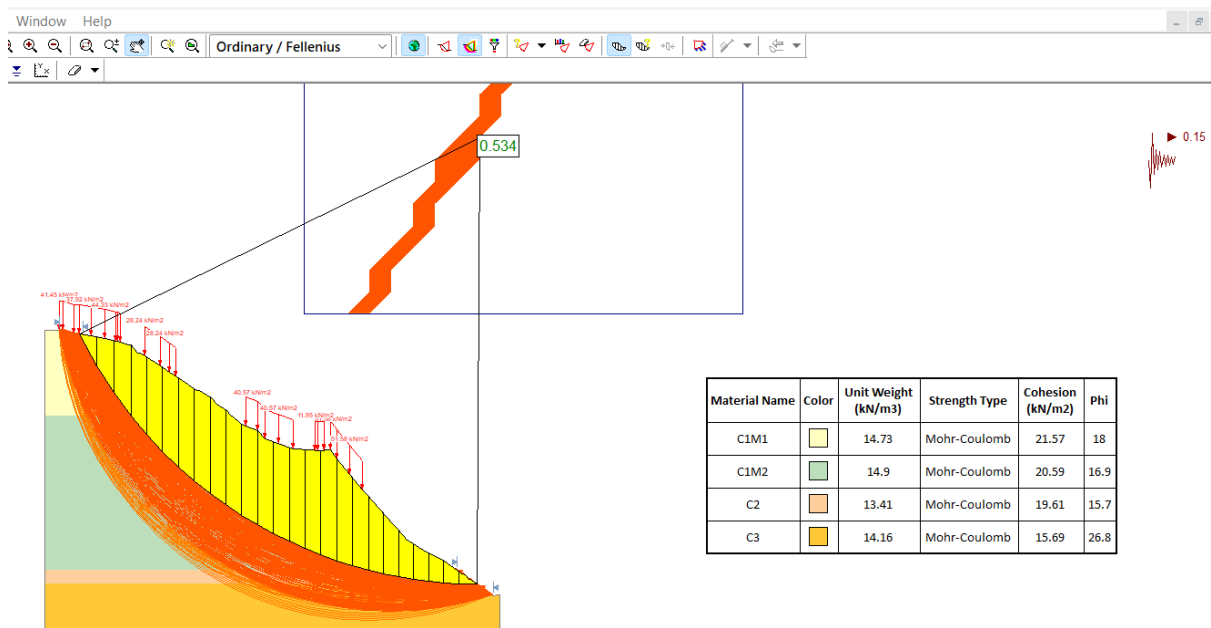 Window Help
Ordinary / Fellenius
0.534
0.15
41.45 kN/m2
37.92 kN/m2
44.33 kN/m2
28.24 kN/m2
28.24 kN/m2
40.57 kN/m2
40.57 kN/m2
11.55 kN/m2
51.58 kN/m2
Material Name Color Unit Weight (kN/m3) Strength Type Cohesion (kN/m2) Phi
C1M1 14.73 Mohr-Coulomb 21.57 18
C1M2 14.9 Mohr-Coulomb 20.59 16.9
C2 13.41 Mohr-Coulomb 19.61 15.7
C3 14.16 Mohr-Coulomb 15.69 26.8